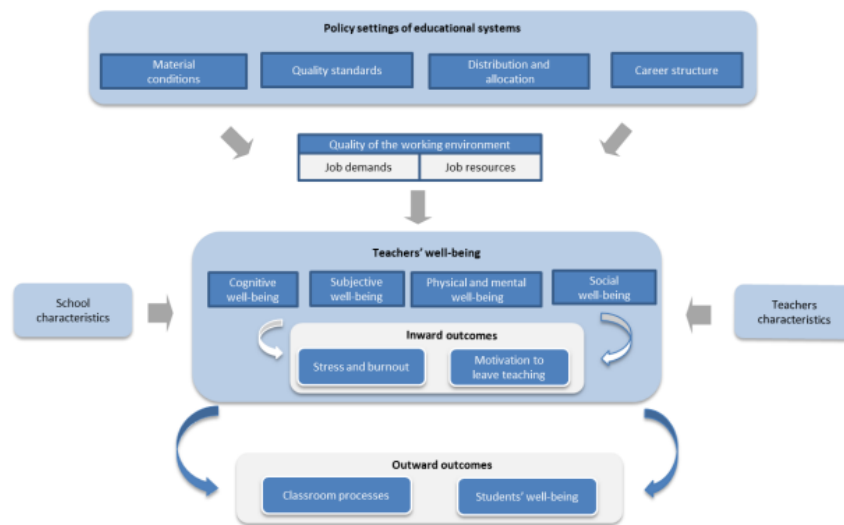 Policy settings of educational systems
Material
conditions
Quality standards
Distribution and
allocation
Career structure
Quality of the working environment
Job demands
Job resources
Teachers' well-being
Cognitive
well-being
Subjective
well-being
Physical and mental
well-being
Social
well-being
School
characteristics
Teachers
characteristics
Inward outcomes
Stress and burnout
Motivation to
leave teaching
Outward outcomes
Classroom processes
Students' well-being